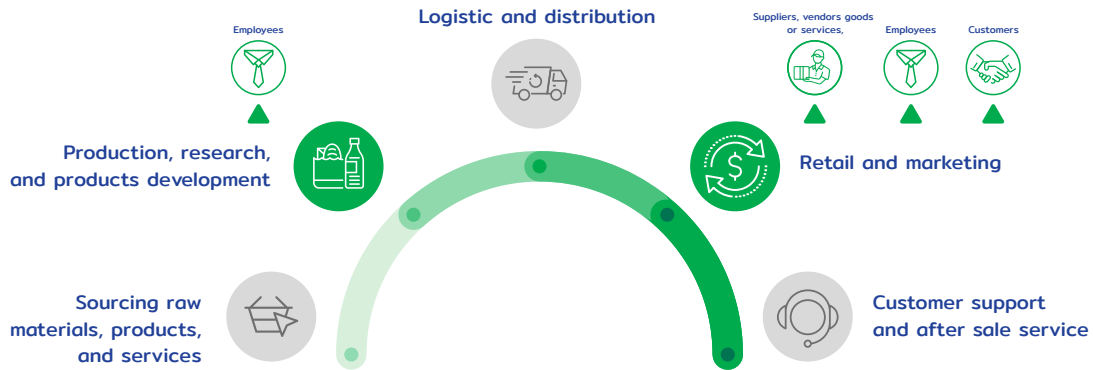 Logistic and distribution
Employees
Suppliers, vendors goods
or services,
Employees
Customers
Production, research,
and products development
Retail and marketing
Sourcing raw
materials, products,
and services
Customer support
and after sale service